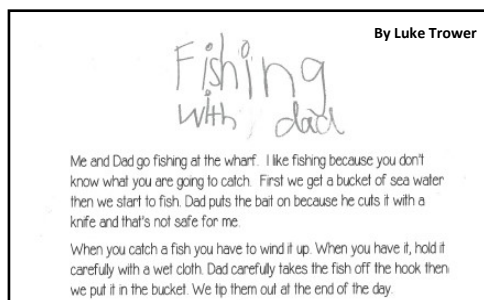 By Luke Trower
Fishing
with dad
Me and Dad go fishing at the wharf. I like fishing because you don't
know what you are going to catch. First we get a bucket of sea water
then we start to fish. Dad puts the bait on because he cuts it with a
knife and that's not safe for me.
When you catch a fish you have to wind it up. When you have it, hold it
carefully with a wet cloth. Dad carefully takes the fish off the hook then
we put it in the bucket. We tip them out at the end of the day.